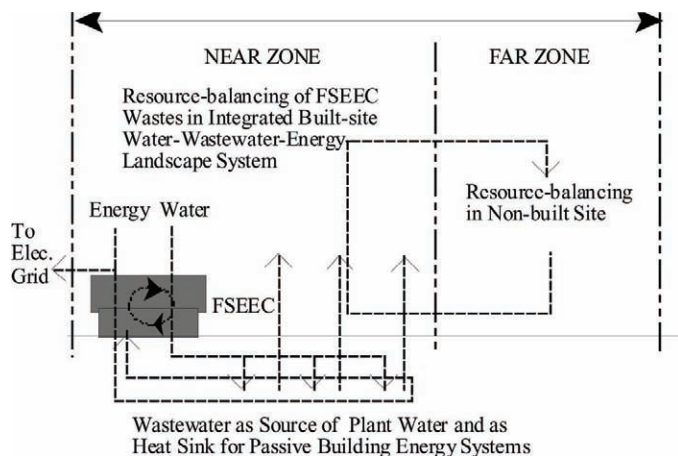 NEAR ZONE
FAR ZONE
Resource-balancing of FSEEC
Wastes in Integrated Built-site
Water-Wastewater-Energy
Landscape System
Resource-balancing
in Non-built Site
Energy Water
To
Elec.
Grid
FSEEC
Wastewater as Source of Plant Water and as
Heat Sink for Passive Building Energy Systems